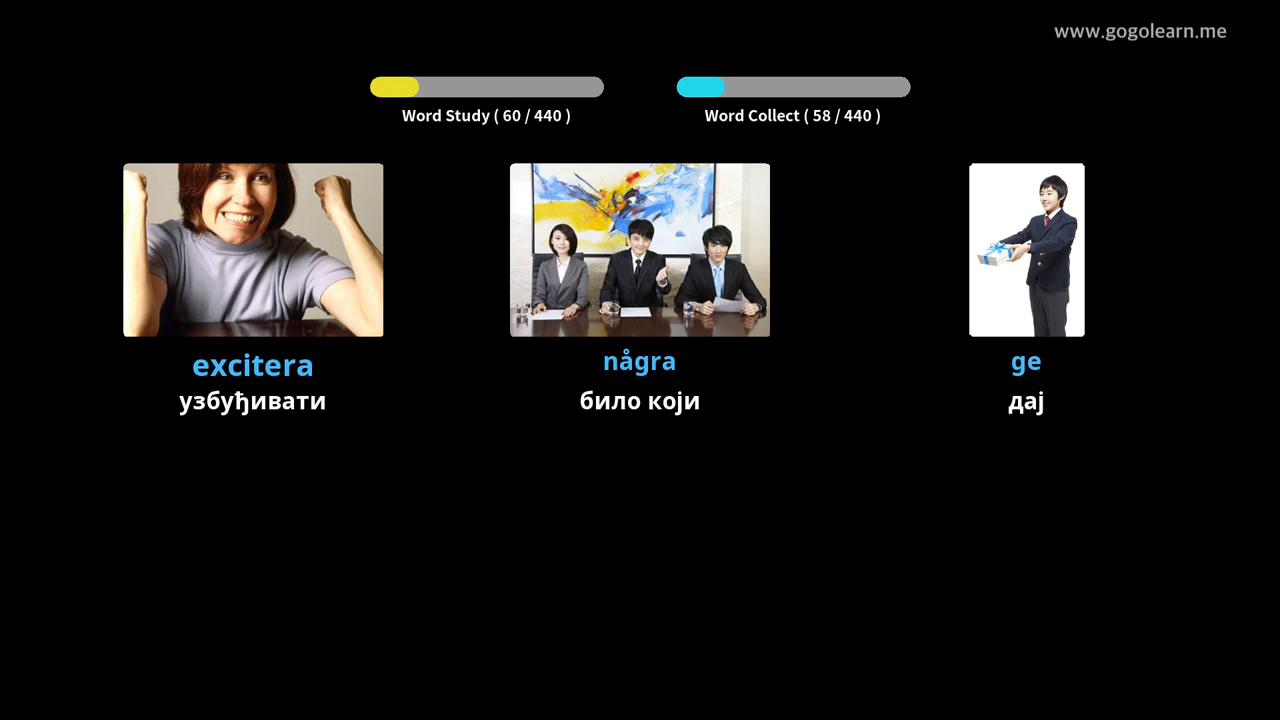 www.gogolearn.me
Word Study ( 60 / 440 )
Word Collect ( 58 / 440 )
excitera
några
ge
узбуђивати
било који
дај